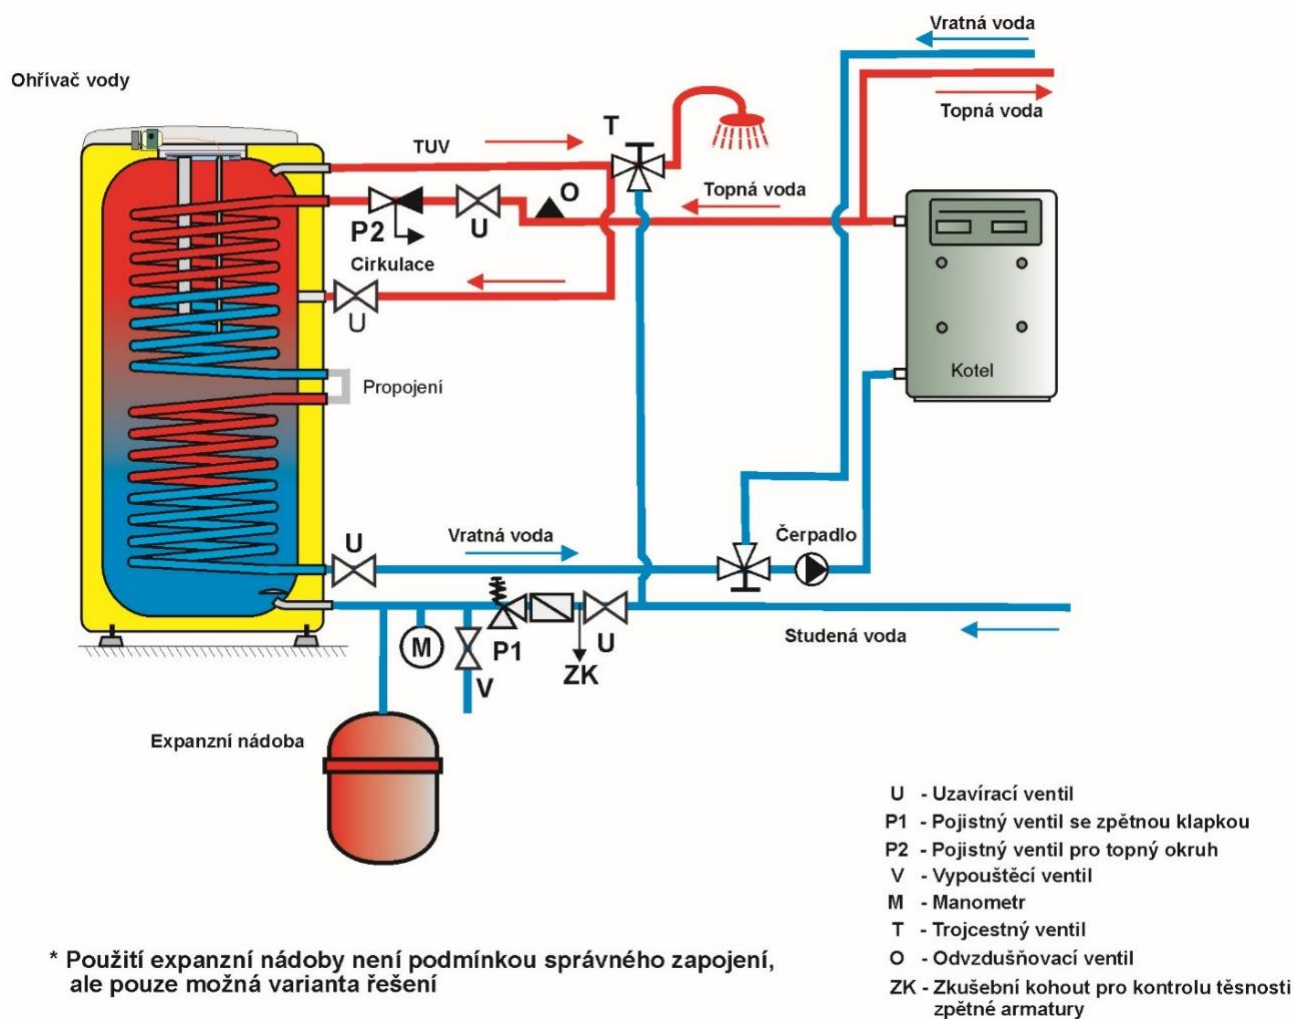 Vratná voda
Ohřívač vody
Topná voda
T
TUV
Topná voda
O
P2
U
Cirkulace
U
Kotel
Propojení
U
Vratná voda
Čerpadlo
M
P1
U
Studená voda
V
ZK
Expanzní nádoba
U - Uzavírací ventil
P1 - Pojistný ventil se zpětnou klapkou
P2 - Pojistný ventil pro topný okruh
V - Vypouštěcí ventil
M - Manometr
T - Trojcestný ventil
O - Odvzdušňovací ventil
ZK - Zkušební kohout pro kontrolu těsnosti
zpětné armatury
* Použití expanzní nádoby není podmínkou správného zapojení,
ale pouze možná varianta řešení